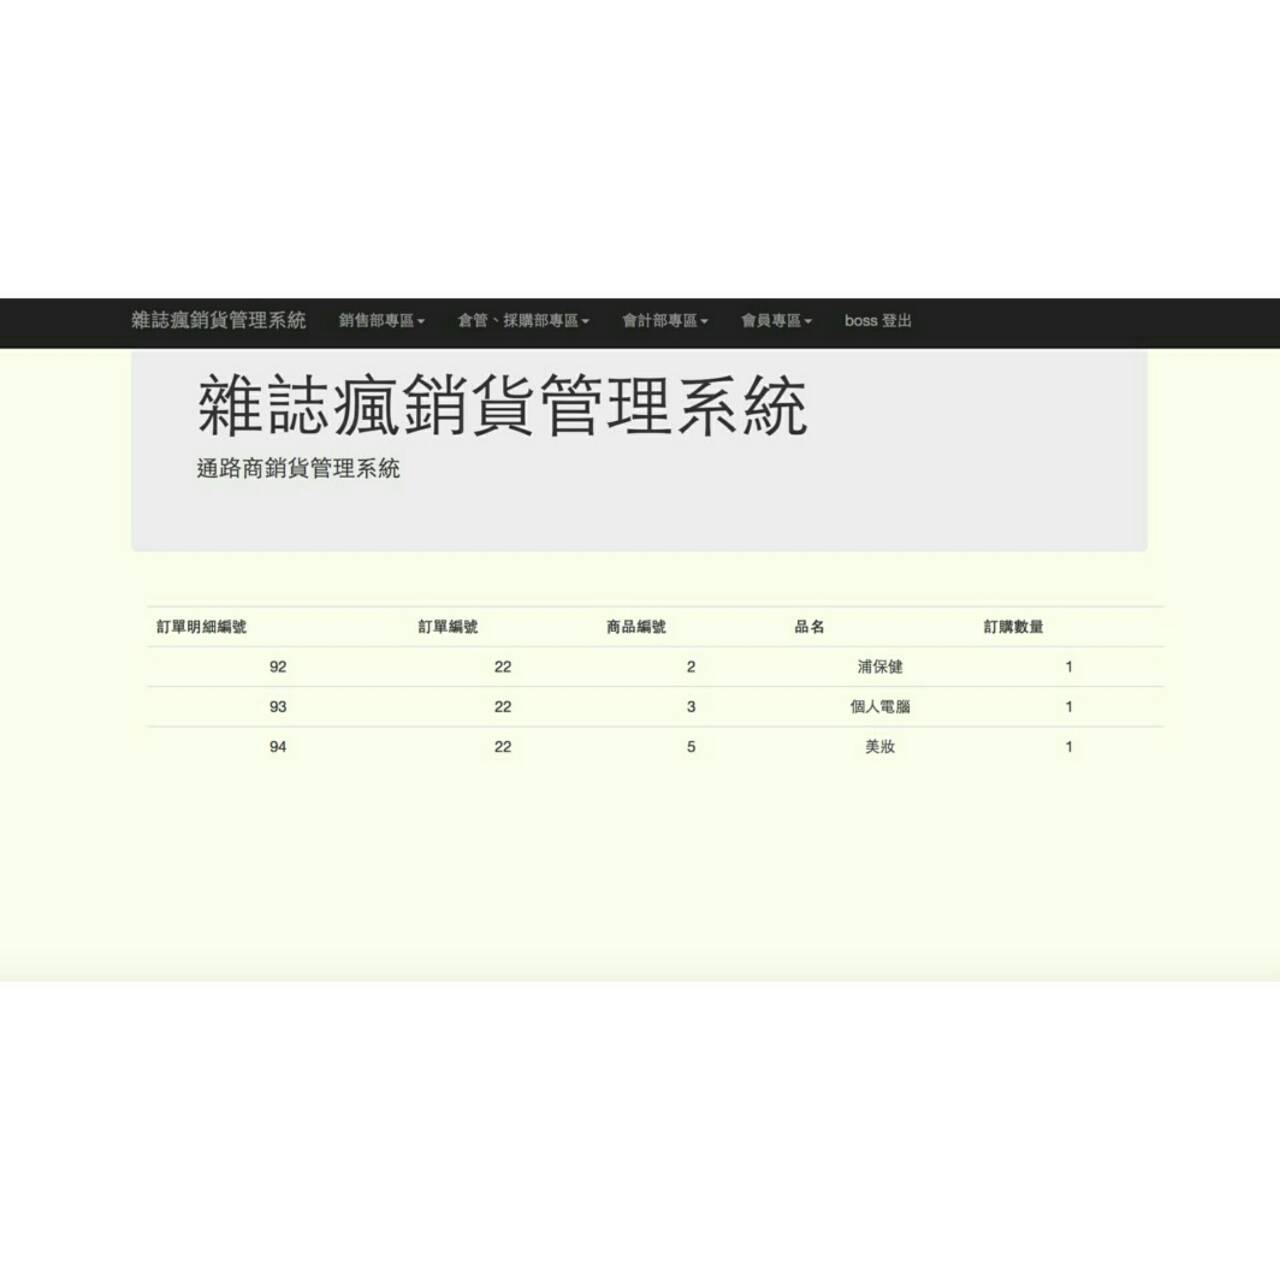 雜誌瘋銷貨管理系統 銷售部專區 倉管、採購部專區 會計部專區 會員專區 boss 登出
雜誌瘋銷貨管理系統
通路商銷貨管理系統
訂單明細編號 訂單編號 商品編號 品名 訂購數量
92 22 2 浦保健 1
93 22 3 個人電腦 1
94 22 5 美妝 1